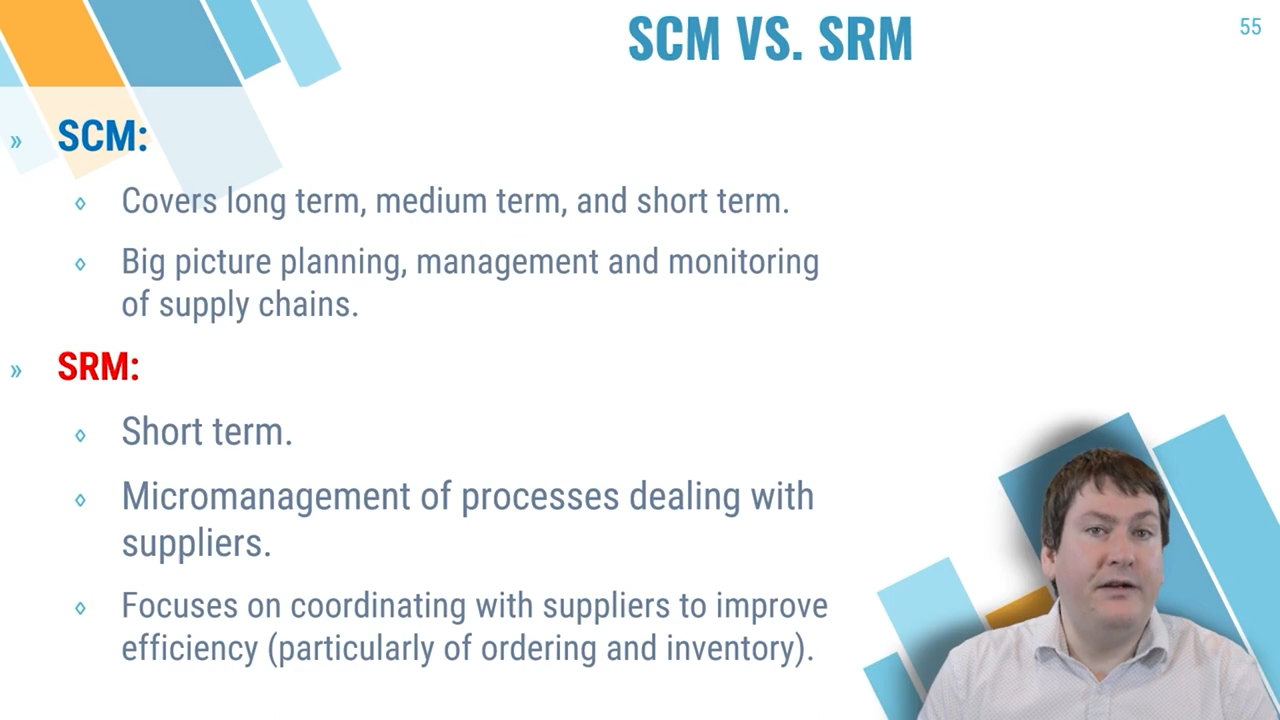 SCM VS. SRM
55
» SCM:
◊ Covers long term, medium term, and short term.
◊ Big picture planning, management and monitoring
of supply chains.
» SRM:
◊ Short term.
◊ Micromanagement of processes dealing with
suppliers.
◊ Focuses on coordinating with suppliers to improve
efficiency (particularly of ordering and inventory).